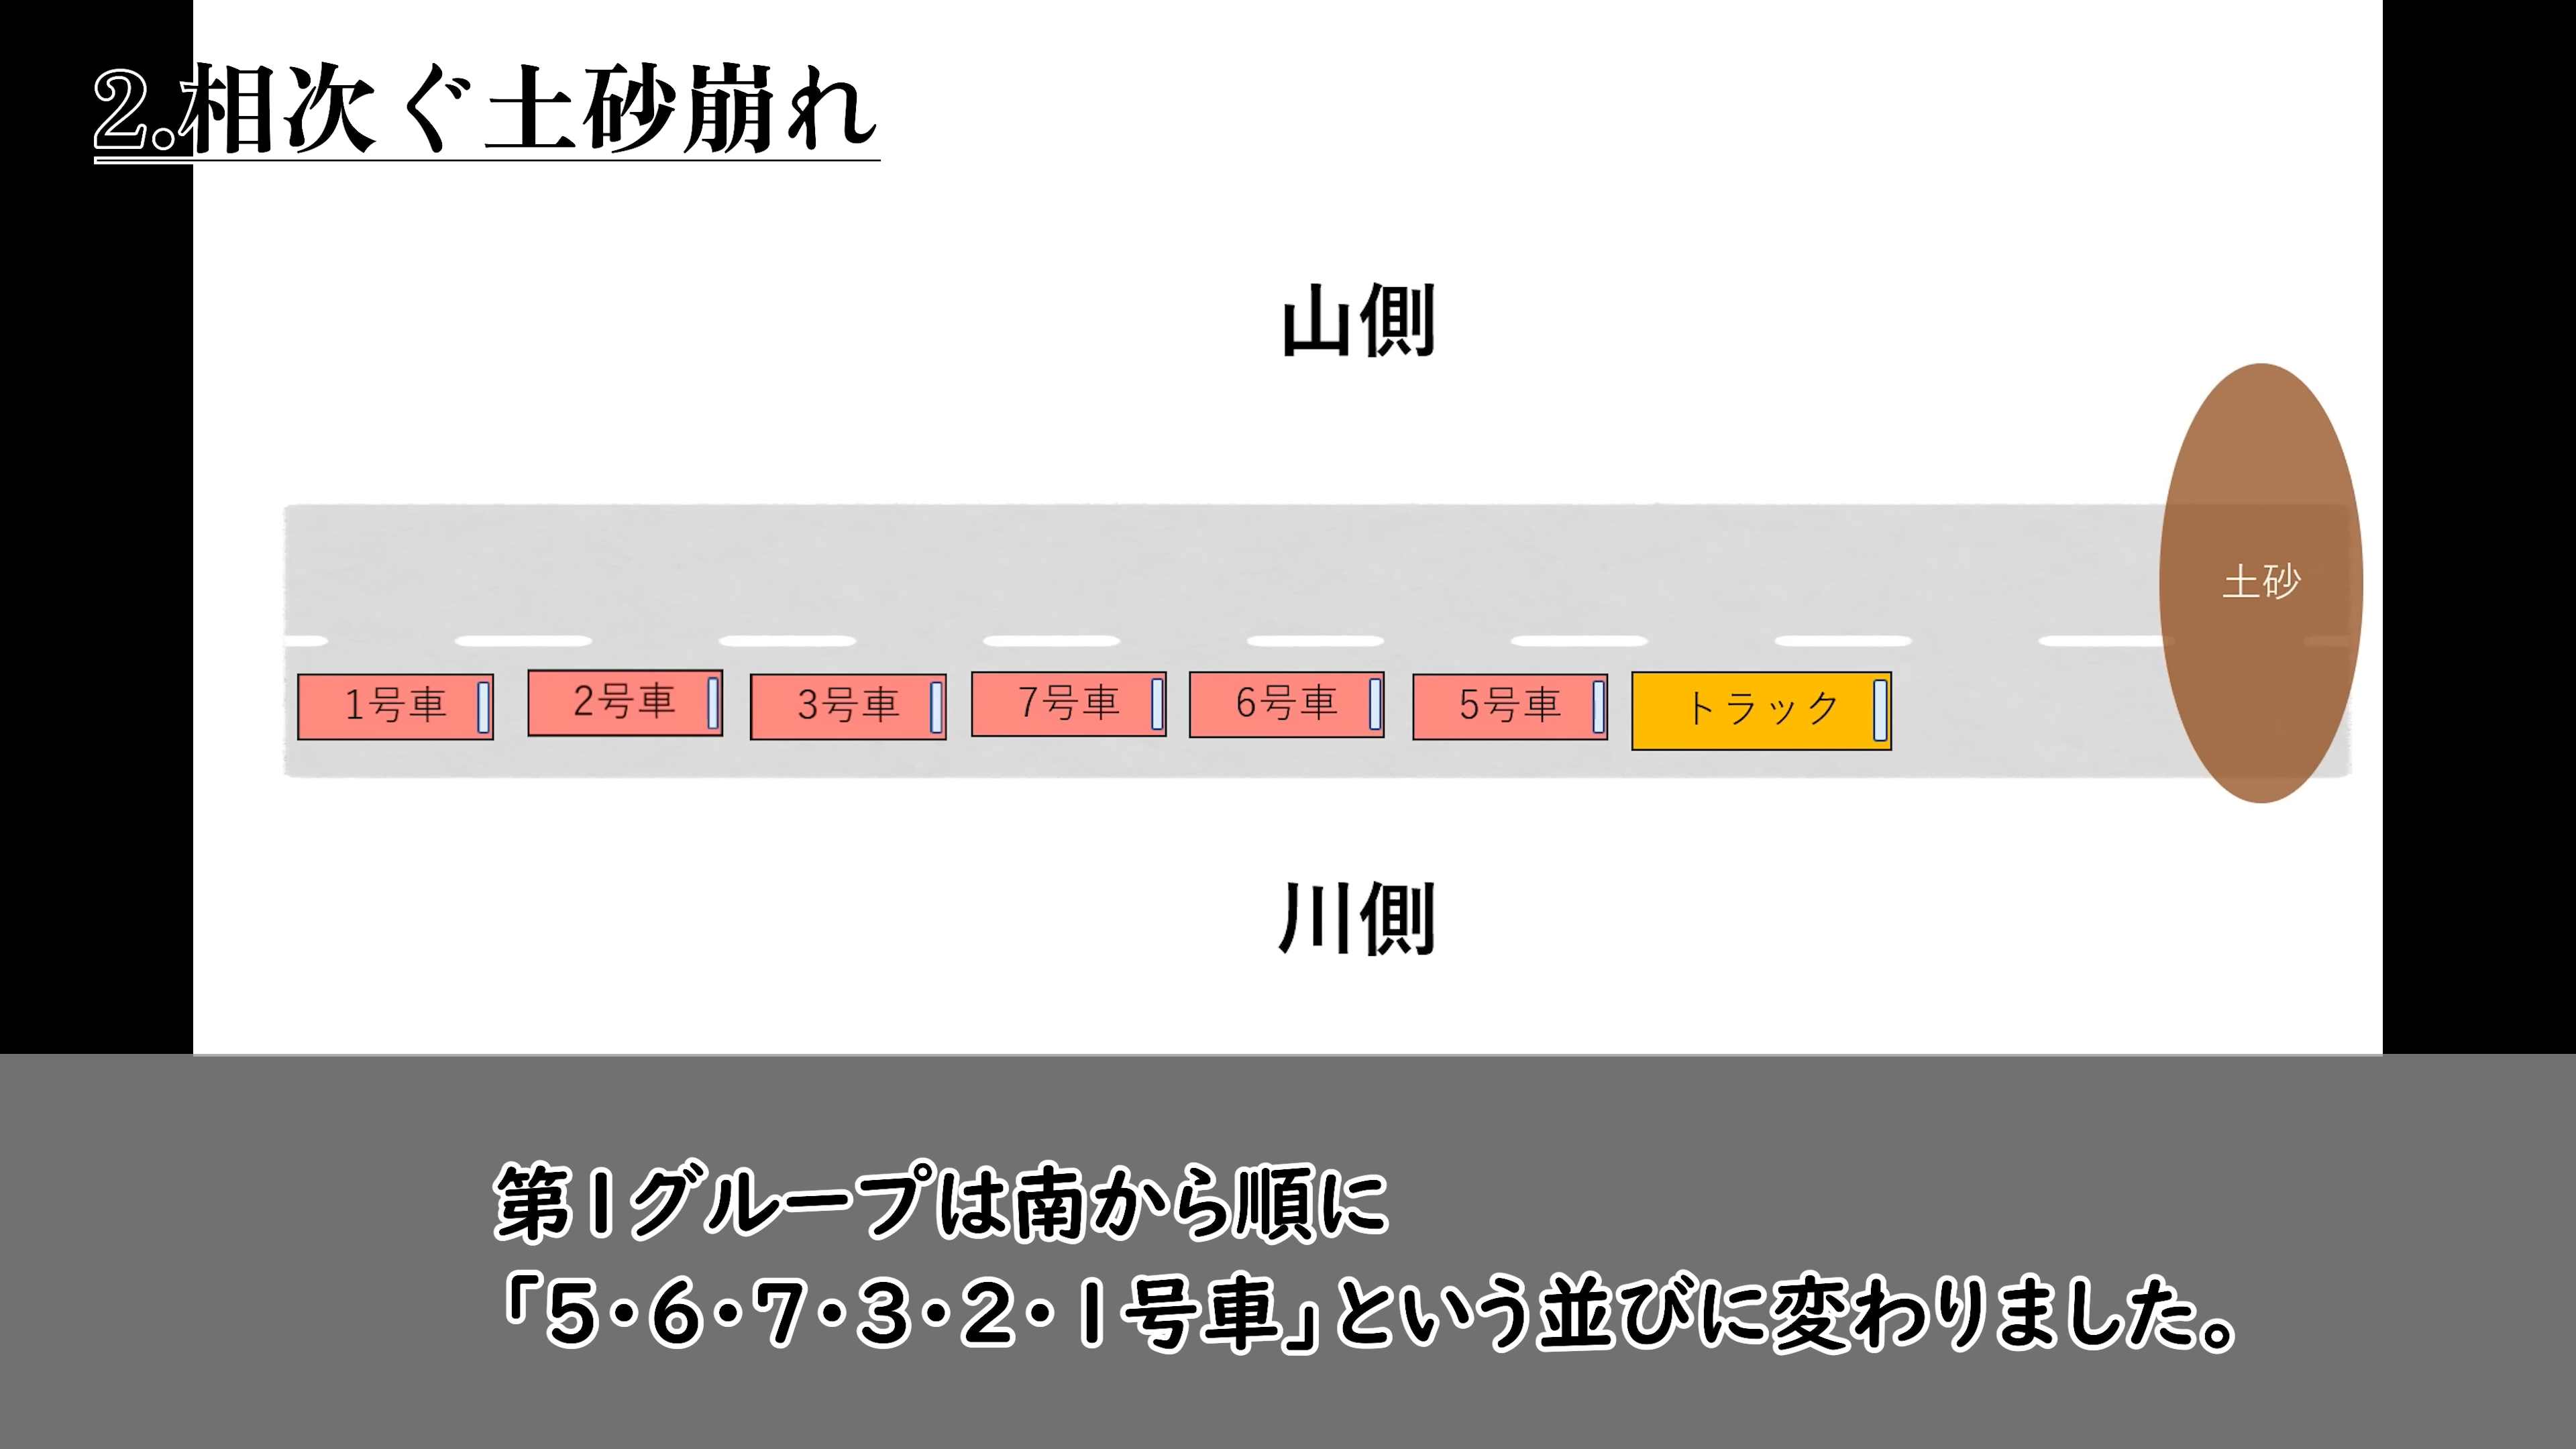 2.相次ぐ土砂崩れ
山側
土砂
1号車
2号車
3号車
7号車
6号車
5号車
トラック
川側
第1グループは南から順に
「5・6・7・3・2・1号車」という並びに変わりました。